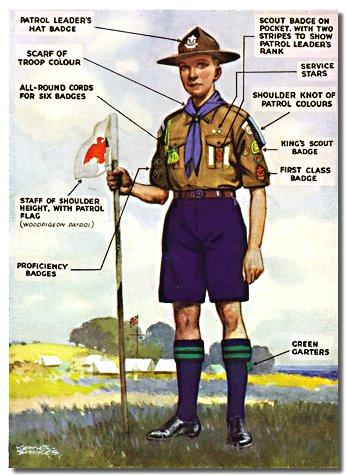 PATROL LEADER'S
HAT BADGE
SCARF OF
TROOP COLOUR
ALL-ROUND CORDS
FOR SIX BADGES
STAFF OF SHOULDER
HEIGHT, WITH PATROL
FLAG
(WOODPIGEON PATROL)
PROFICIENCY
BADGES
SCOUT BADGE ON
POCKET, WITH TWO
STRIPES TO SHOW
PATROL LEADER'S
RANK
SERVICE
STARS
SHOULDER KNOT OF
PATROL COLOURS
KING'S SCOUT
BADGE
FIRST CLASS
BADGE
GREEN
GARTERS